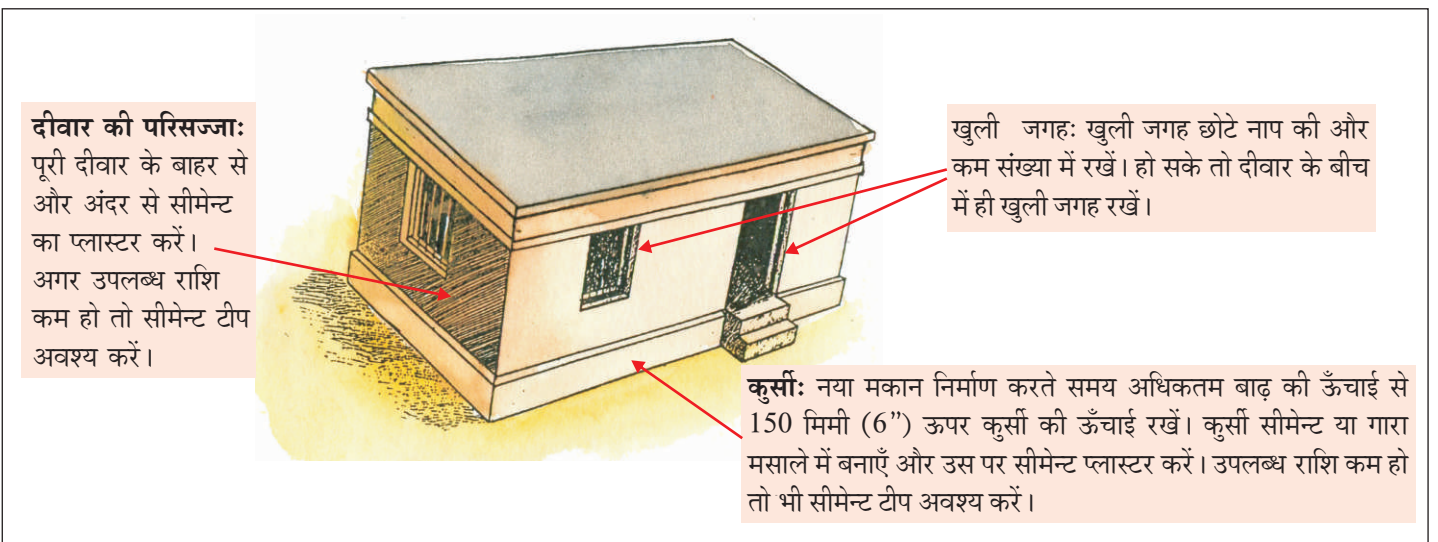 दीवार की परिसज्जाः
पूरी दीवार के बाहर से
और अंदर से सीमेन्ट
का प्लास्टर करें।
अगर उपलब्ध राशि
कम हो तो सीमेन्ट टीप
अवश्य करें।
खुली जगहः खुली जगह छोटे नाप की और
कम संख्या में रखें। हो सके तो दीवार के बीच
में ही खुली जगह रखें।
कुर्सीः नया मकान निर्माण करते समय अधिकतम बाढ़ की ऊँचाई से
150 मिमी (6”) ऊपर कुर्सी की ऊँचाई रखें। कुर्सी सीमेन्ट या गारा
मसाले में बनाएँ और उस पर सीमेन्ट प्लास्टर करें। उपलब्ध राशि कम हो
तो भी सीमेन्ट टीप अवश्य करें।